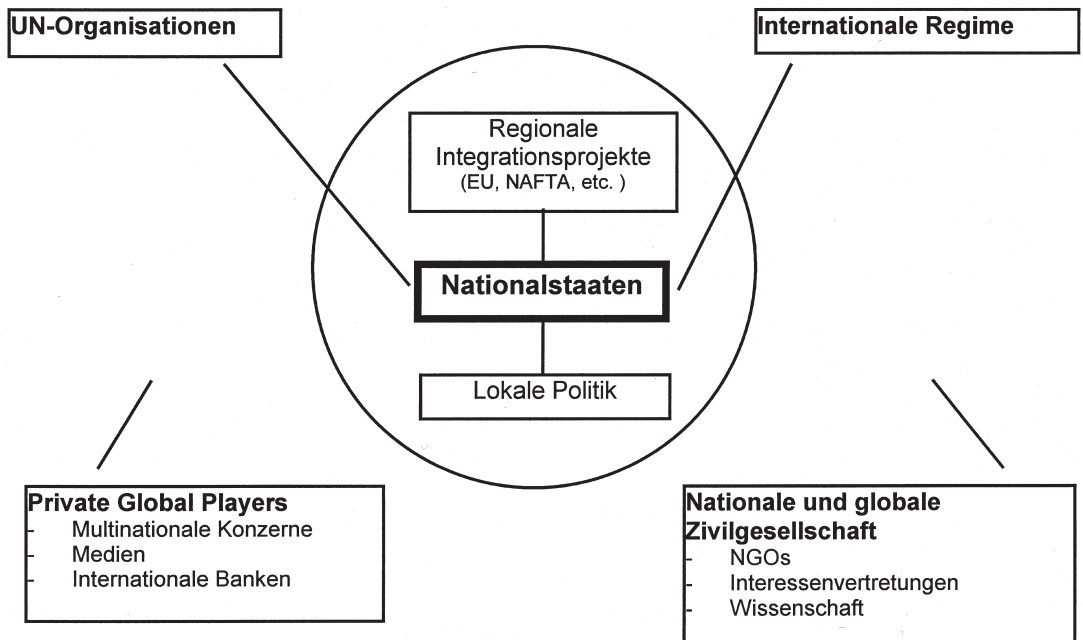 UN-Organisationen
Internationale Regime
Regionale
Integrationsprojekte
(EU, NAFTA, etc. )
Nationalstaaten
Lokale Politik
Private Global Players
- Multinationale Konzerne
- Medien
- Internationale Banken
Nationale und globale
Zivilgesellschaft
- NGOs
- Interessenvertretungen
- Wissenschaft